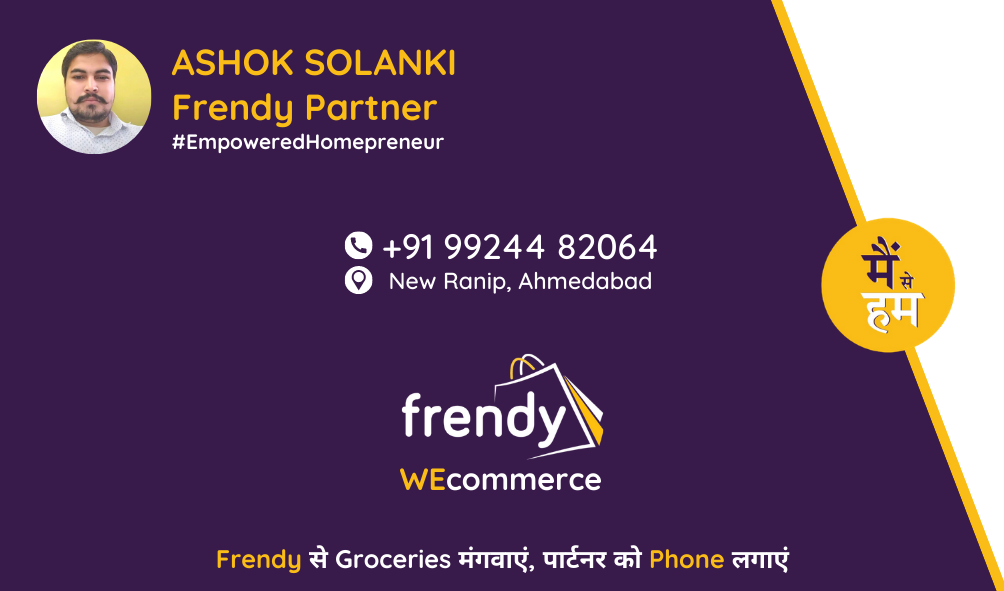 ASHOK SOLANKI
Frendy Partner
#EmpoweredHomepreneur
+91 99244 82064
New Ranip, Ahmedabad
मैं से
हम
frendy
WEcommerce
Frendy से Groceries मंगवाएं, पार्टनर को Phone लगाएं